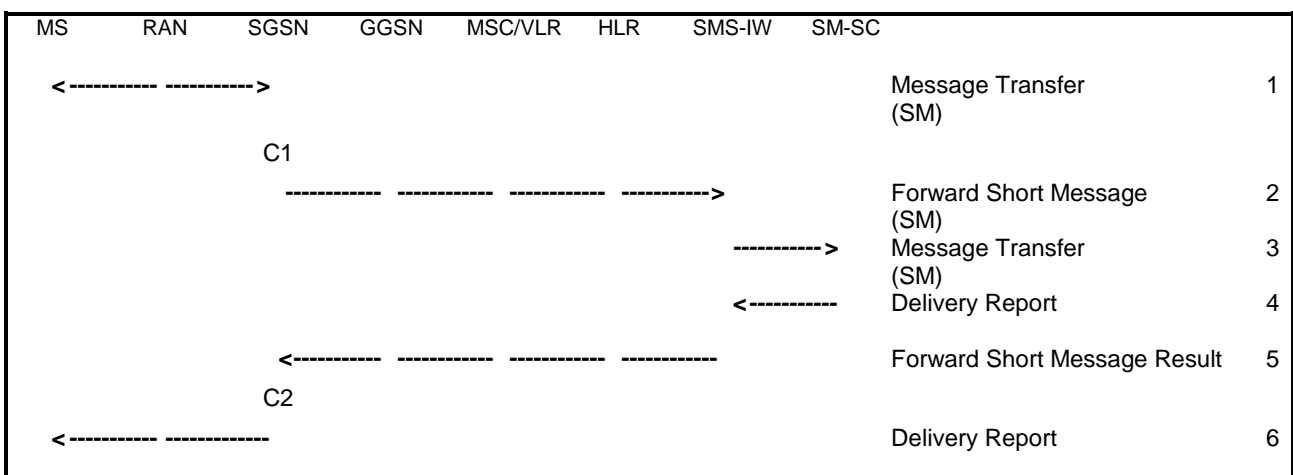 MS RAN SGSN GGSN MSC/VLR HLR SMS-IW SM-SC
Message Transfer 1
(SM)
C1
Forward Short Message 2
(SM)
Message Transfer 3
(SM)
Delivery Report 4
Forward Short Message Result 5
C2
Delivery Report 6